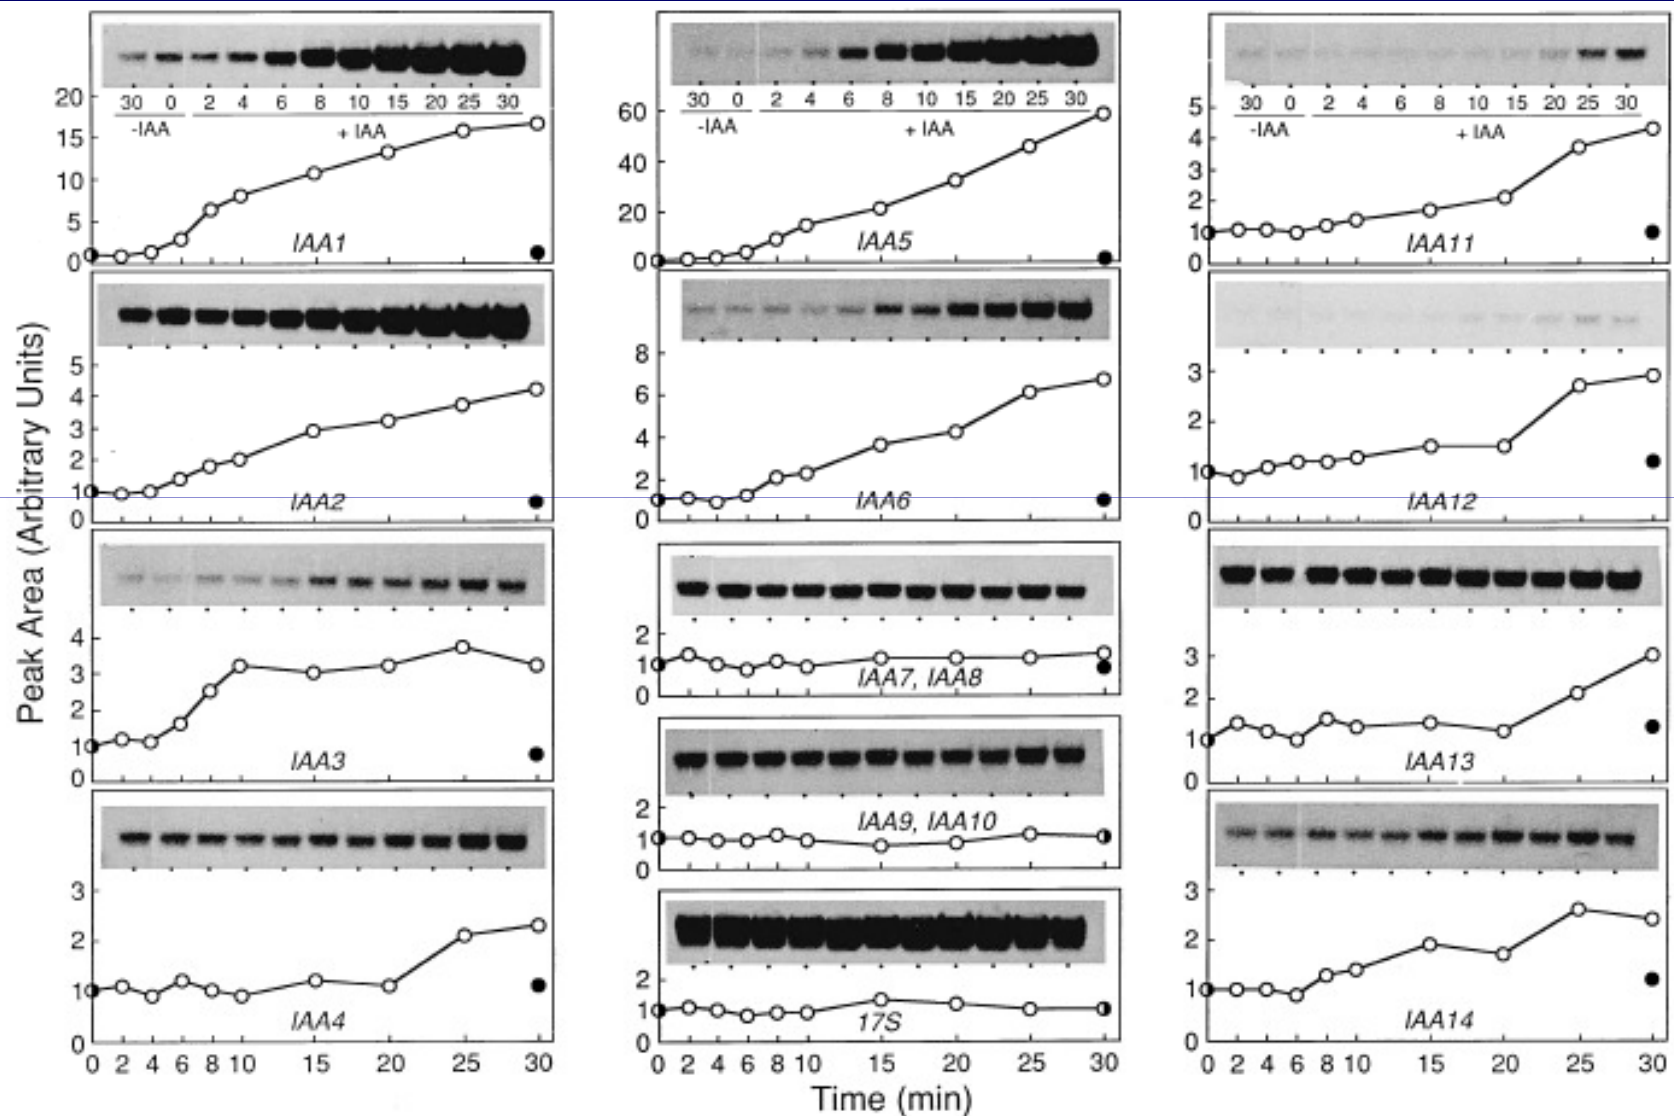 Peak Area (Arbitrary Units)
30 0 2 4 6 8 10 15 20 25 30
-IAA + IAA
20
15
10
5
0
IAA1
5
4
3
2
1
0
IAA2
4
3
2
1
0
IAA3
3
2
1
0
IAA4
0 2 4 6 8 10 15 20 25 30
30 0 2 4 6 8 10 15 20 25 30
-IAA + IAA
60
40
20
0
IAA5
8
6
4
2
0
IAA6
2
1
0
IAA7, IAA8
2
1
0
IAA9, IAA10
2
1
0
17S
0 2 4 6 8 10 15 20 25 30
Time (min)
30 0 2 4 6 8 10 15 20 25 30
-IAA + IAA
5
4
3
2
1
0
IAA11
3
2
1
0
IAA12
3
2
1
0
IAA13
3
2
1
0
IAA14
0 2 4 6 8 10 15 20 25 30